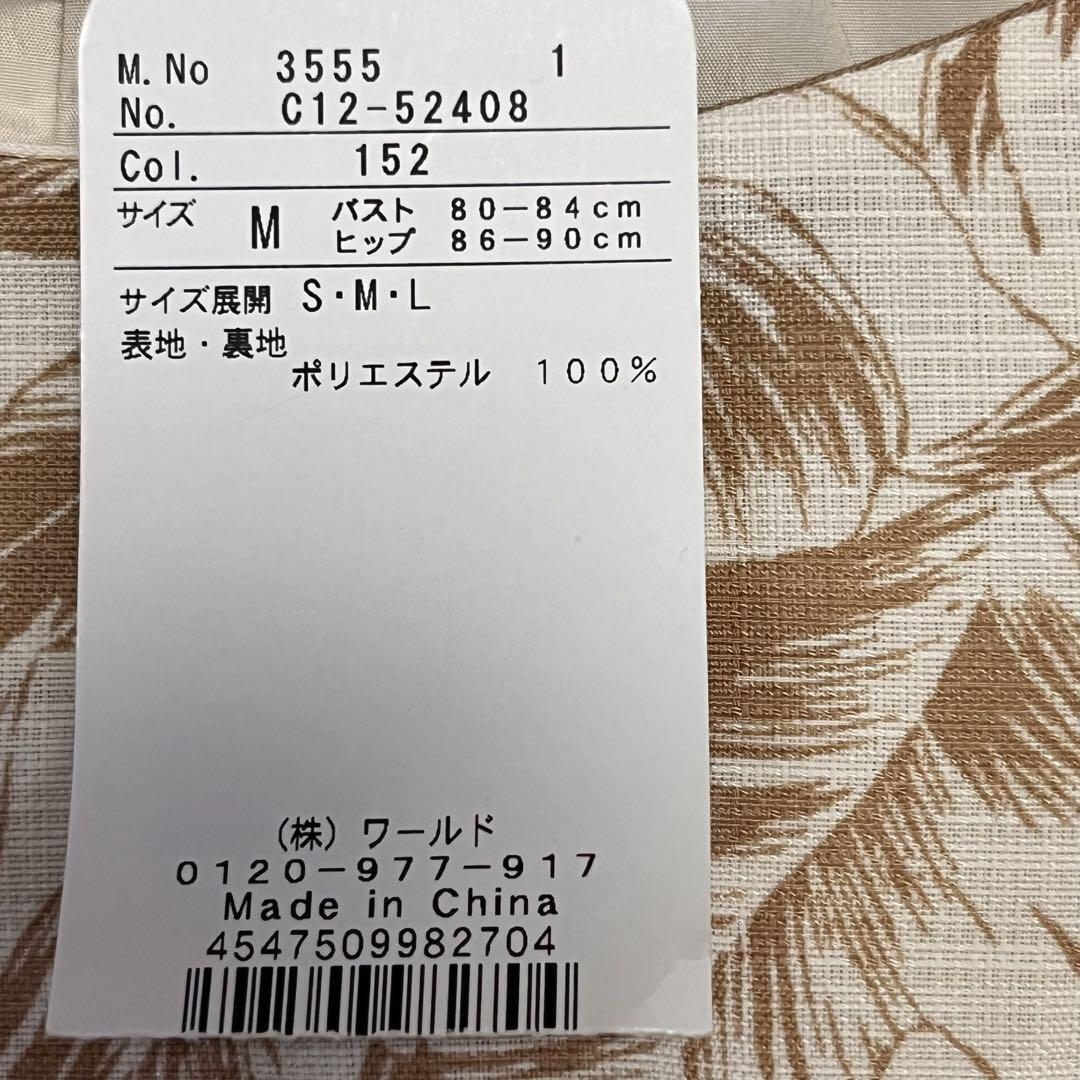 M.No 3555 1
No. C12-52408
Col. 152
サイズ M バスト 80-84cm
ヒップ 86-90cm
サイズ展開 S・M・L
表地・裏地
ポリエステル 100%
(株)ワールド
0120-977-917
Made in China
4547509982704